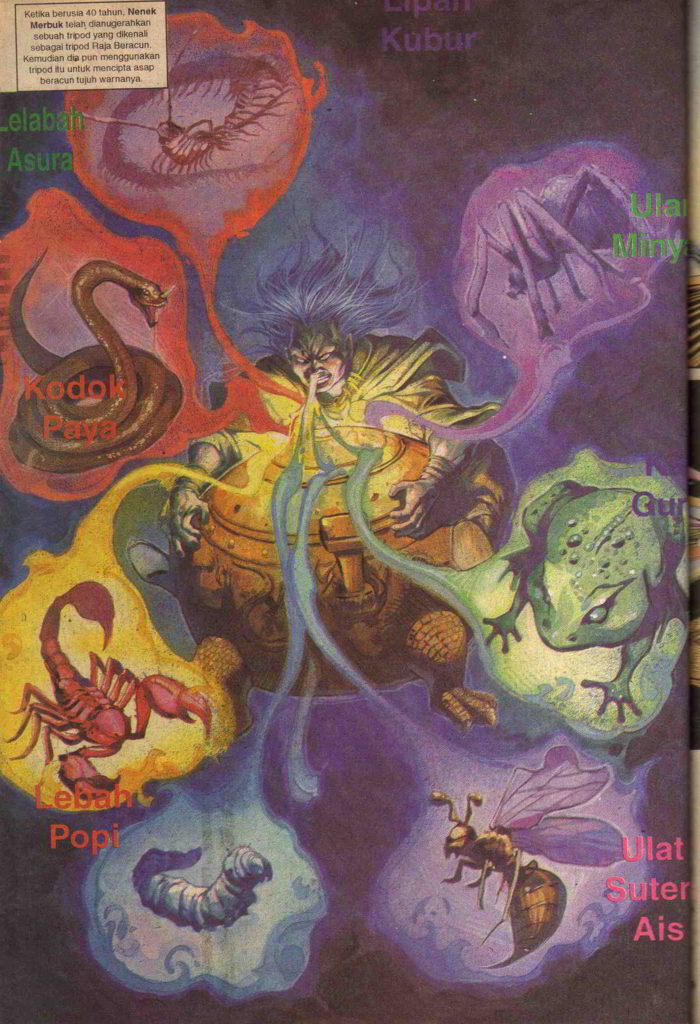 Ketika berusia 40 tahun, Nenek
Merbuk telah dianugerahkan
sebuah tripod yang dikenali
sebagai tripod Raja Beracun.
Kemudian dia pun menggunakan
tripod itu untuk mencipta asap
beracun tujuh warnanya.
Lipan
Kubur
Lelabah
Asura
Ular
Kodok
Paya
Lebah
Popi
Ulat
Suter
Ais